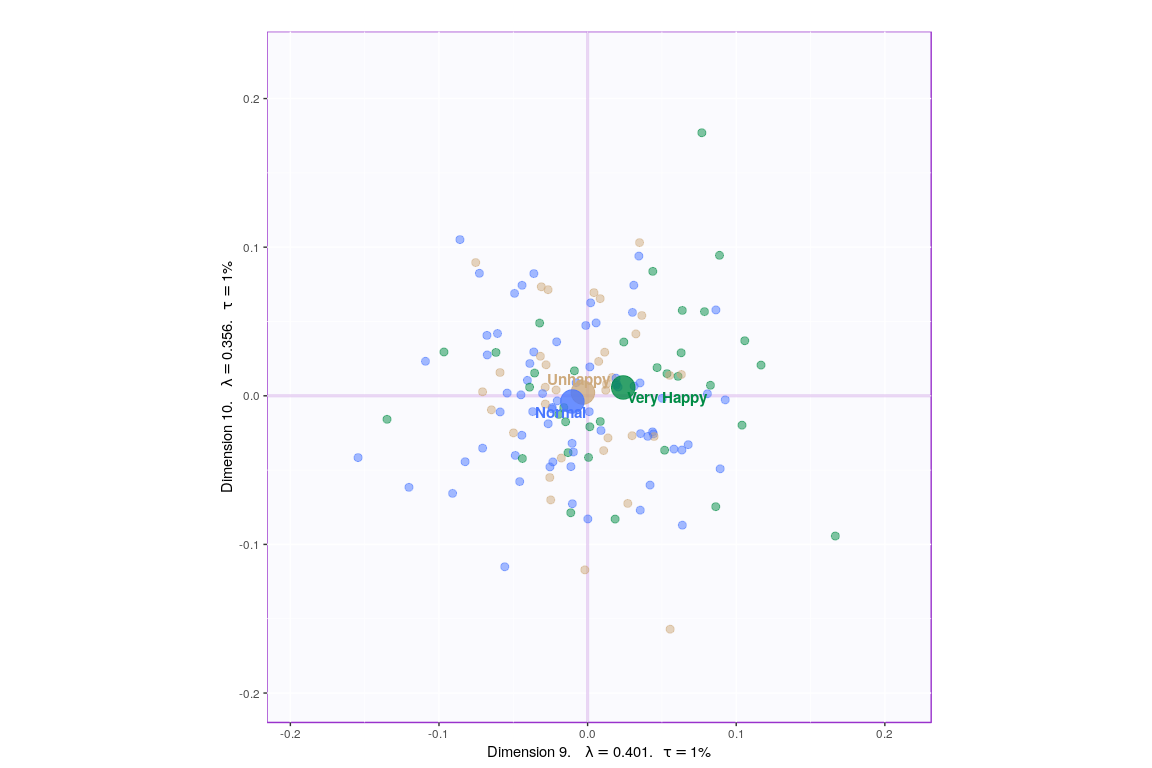 0.2
0.1
0.0
-0.1
-0.2
Dimension 10. λ = 0.356. τ = 1%
Unhappy
Very Happy
Normal
-0.2
-0.1
0.0
0.1
0.2
Dimension 9. λ = 0.401. τ = 1%